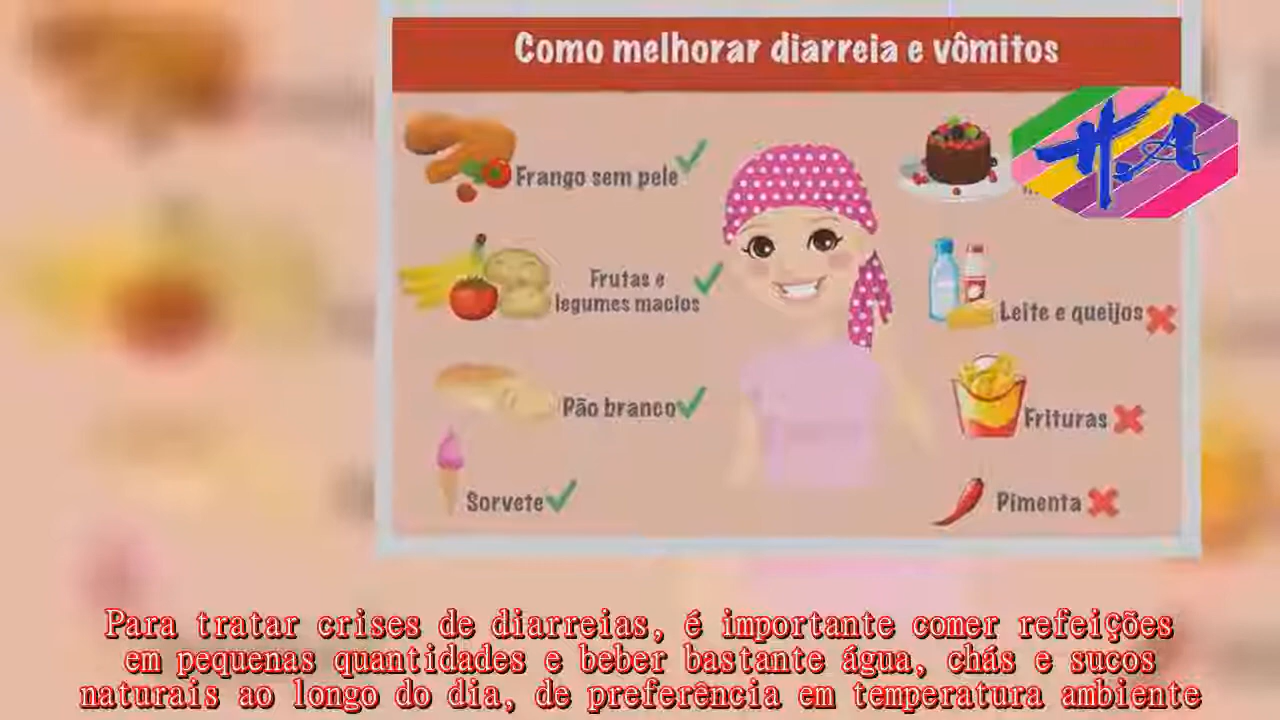 Como melhorar diarreia e vômitos
Frango sem pele
Frutas e
legumes macios
Pão branco
Sorvete
HA
Leite e queijos
Frituras
Pimenta
Para tratar crises de diarreias, é importante comer refeições
em pequenas quantidades e beber bastante água, chás e sucos
naturais ao longo do dia, de preferência em temperatura ambiente